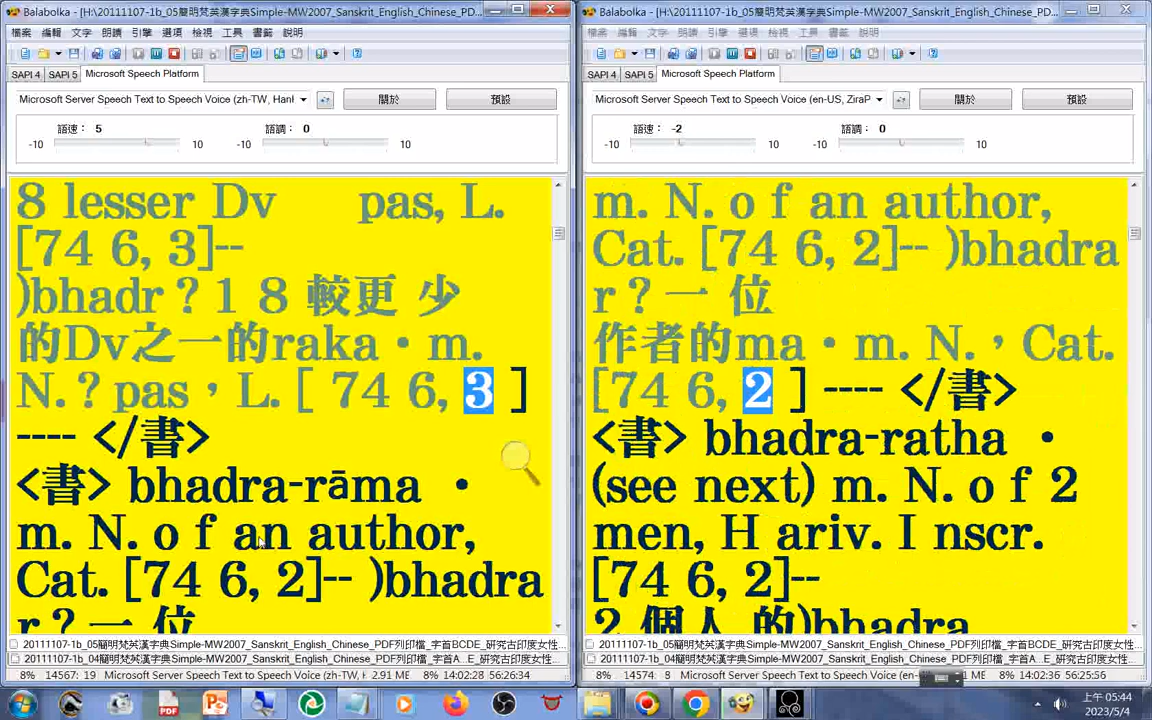 Balabolka - [H:\20111107-1b_05簡明梵英漢字典Simple-MW2007_Sanskrit_English_Chinese_PD...
檔案 編輯 文字 朗讀 引擎 選項 檢視 工具 書籤 說明
SAPI 4 SAPI 5 Microsoft Speech Platform
Microsoft Server Speech Text to Speech Voice (zh-TW, Hanl
關於 預設
語速： 5 語調： 0
-10 10 -10 10
8 lesser Dv pas, L.
[74 6, 3]--
)bhadr？1 8 較更 少
的Dv之一的raka • m.
N.？pas，L. [ 74 6, 3 ]
---- </書>
<書> bhadra-rāma •
m. N. o f an author,
Cat. [74 6, 2]-- )bhadra
r？一 位
20111107-1b_05簡明梵英漢字典Simple-MW2007_Sanskrit_English_Chinese_PDF列印檔_字首BCDE_研究古印度女性...
20111107-1b_04簡明梵英漢字典Simple-MW2007_Sanskrit_English_Chinese_PDF列印檔_字首A...E_研究古印度女性...
8% 14567: 19 Microsoft Server Speech Text to Speech Voice (zh-TW, H 2.91 ME 8% 14:02:28 56:26:34
Balabolka - [H:\20111107-1b_05簡明梵英漢字典Simple-MW2007_Sanskrit_English_Chinese_PD...
檔案 編輯 文字 朗讀 引擎 選項 檢視 工具 書籤 說明
SAPI 4 SAPI 5 Microsoft Speech Platform
Microsoft Server Speech Text to Speech Voice (en-US, ZiraP
關於 預設
語速： -2 語調： 0
-10 10 -10 10
m. N. o f an author,
Cat. [74 6, 2]-- )bhadra
r？一 位
作者的ma • m. N.，Cat.
[74 6, 2 ] ---- </書>
<書> bhadra-ratha •
(see next) m. N. o f 2
men, H ariv. I nscr.
[74 6, 2]--
2 個人 的)bhadra
20111107-1b_05簡明梵英漢字典Simple-MW2007_Sanskrit_English_Chinese_PDF列印檔_字首BCDE_研究古印度女性...
20111107-1b_04簡明梵英漢字典Simple-MW2007_Sanskrit_English_Chinese_PDF列印檔_字首A...E_研究古印度女性...
8% 14574: 8 Microsoft Server Speech Text to Speech Voice (en-US 8% 14:02:36 56:25:56
上午 05:44
2023/5/4